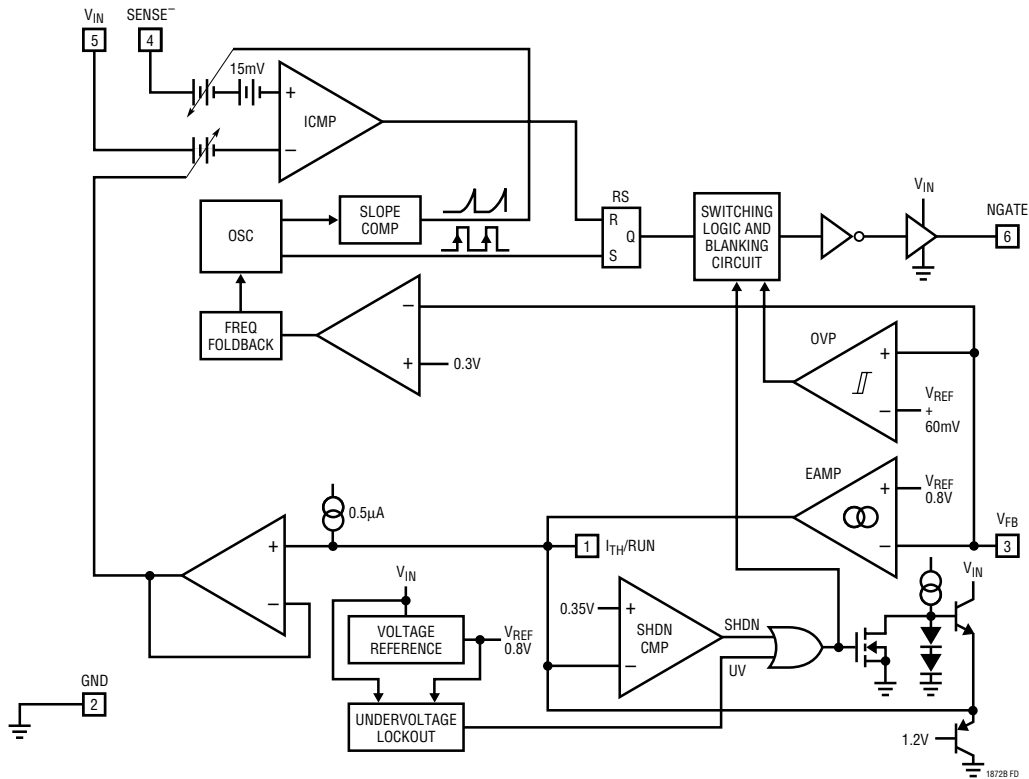 VIN
SENSE−
5
4
15mV
+
ICMP
−
RS
R
Q
S
SWITCHING
LOGIC AND
BLANKING
CIRCUIT
VIN
NGATE
6
OSC
SLOPE
COMP
FREQ
FOLDBACK
−
+
0.3V
OVP
+
−
VREF
+
60mV
EAMP
+
−
VREF
0.8V
VFB
3
0.5µA
+
−
1
ITH/RUN
VIN
VOLTAGE
REFERENCE
VREF
0.8V
UNDERVOLTAGE
LOCKOUT
0.35V
+
−
SHDN
CMP
SHDN
UV
VIN
1.2V
GND
2
1872B FD